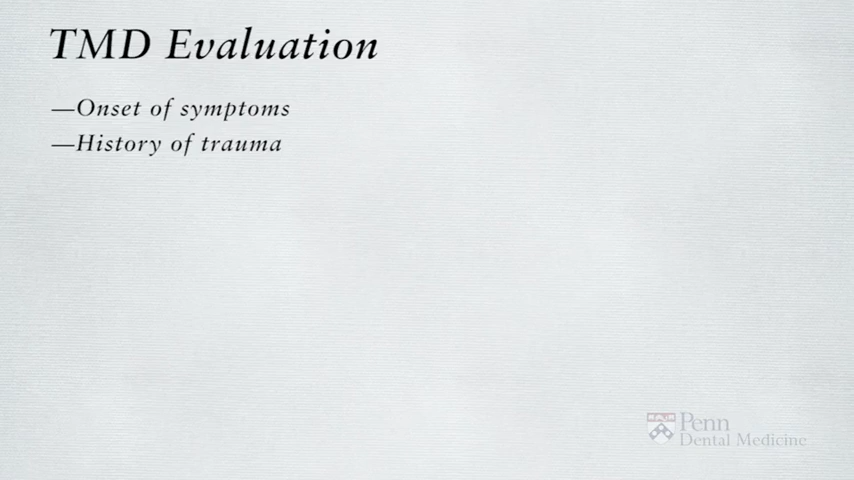 TMD Evaluation
—Onset of symptoms
—History of trauma
Penn
Dental Medicine